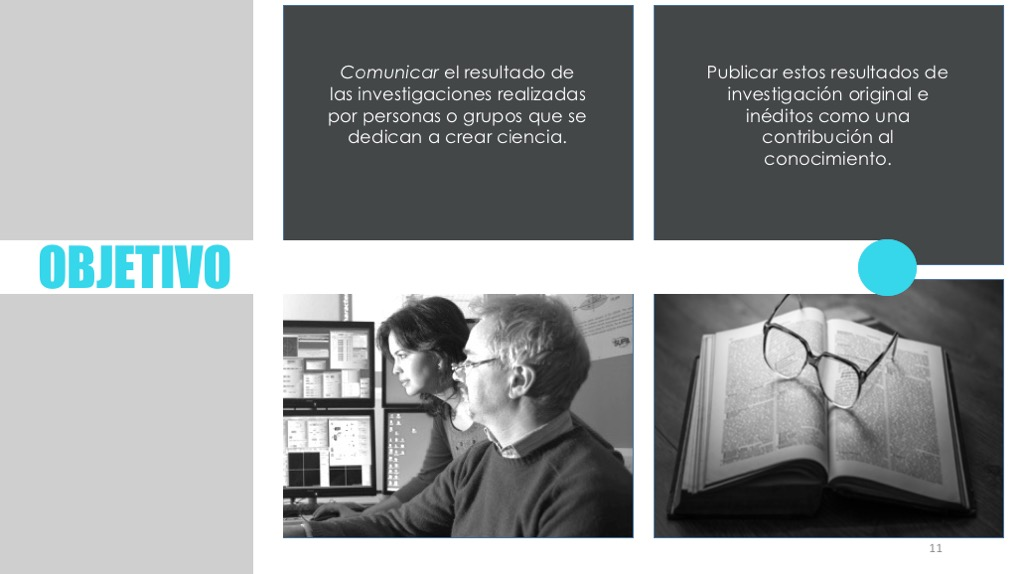 Comunicar el resultado de
las investigaciones realizadas
por personas o grupos que se
dedican a crear ciencia.
Publicar estos resultados de
investigación original e
inéditos como una
contribución al
conocimiento.
OBJETIVO
11